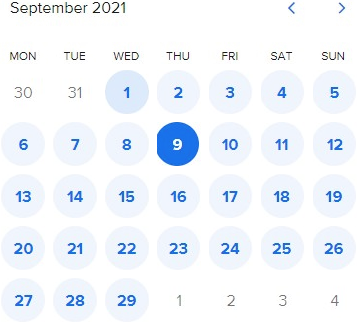 September 2021
MON TUE WED THU FRI SAT SUN
30 31 1 2 3 4 5
6 7 8 9 10 11 12
13 14 15 16 17 18 19
20 21 22 23 24 25 26
27 28 29 1 2 3 4